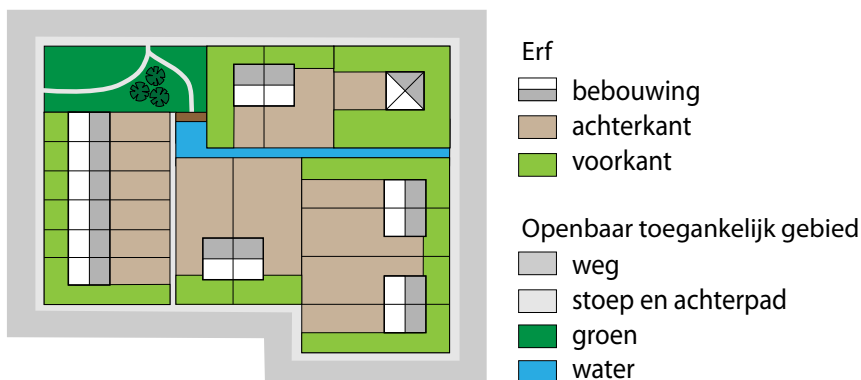 Erf
bebouwing
achterkant
voorkant
Openbaar toegankelijk gebied
weg
stoep en achterpad
groen
water